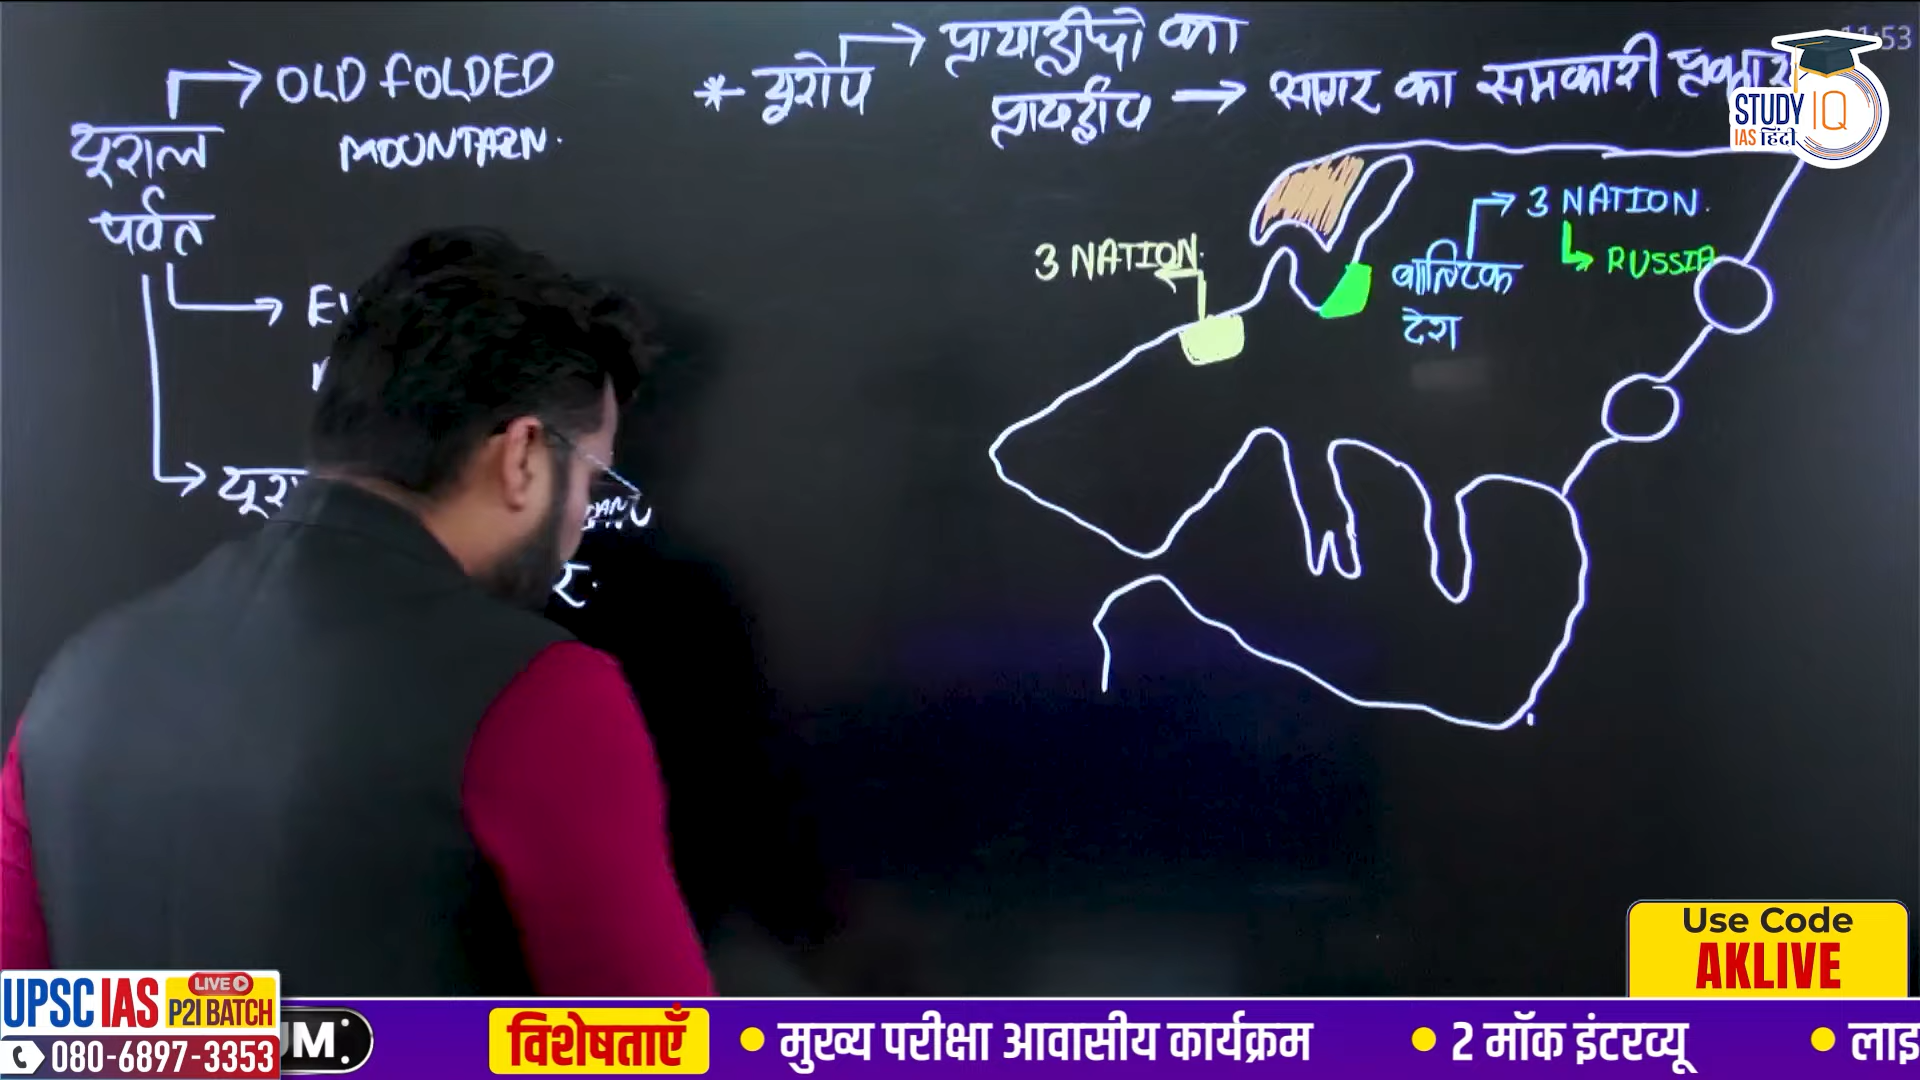 OLD FOLDED
MOUNTAIN.
यूराल
पर्वत
* यूरोप
प्रायद्वीपों का
प्रायद्वीप → सागर का समकारी
3 NATION.
3 NATION.
RUSSIA
बाल्टिक
देश
STUDY IQ
IAS हिंदी
Use Code
AKLIVE
UPSC IAS LIVE
P2I BATCH
080-6897-3353
UM:
विशेषताएँ
मुख्य परीक्षा आवासीय कार्यक्रम
2 मॉक इंटरव्यू